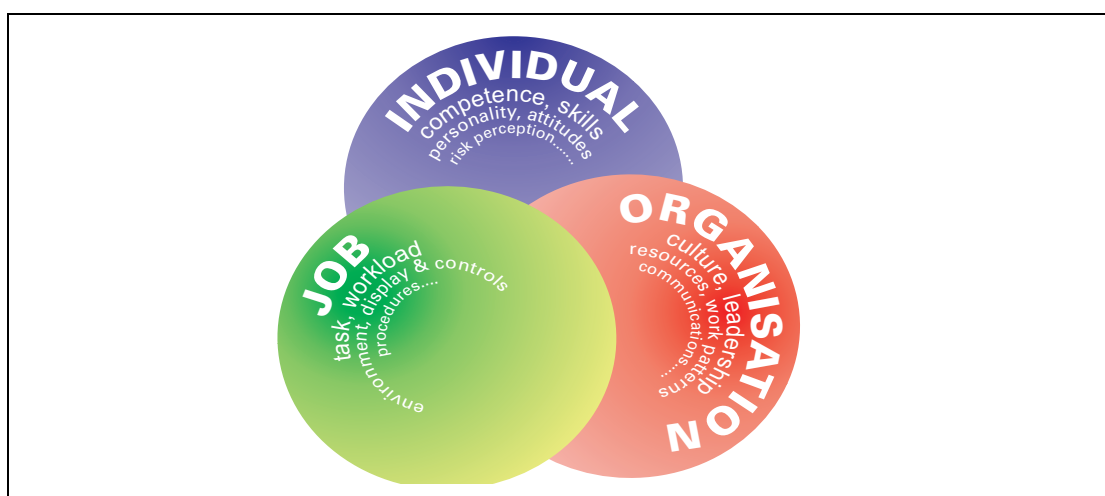 INDIVIDUAL
competence, skills
personality, attitudes
risk perception.......
JOB
task, workload
environment, display & controls
procedures....
ORGANISATION
culture, leadership
resources, work patterns
communications.....